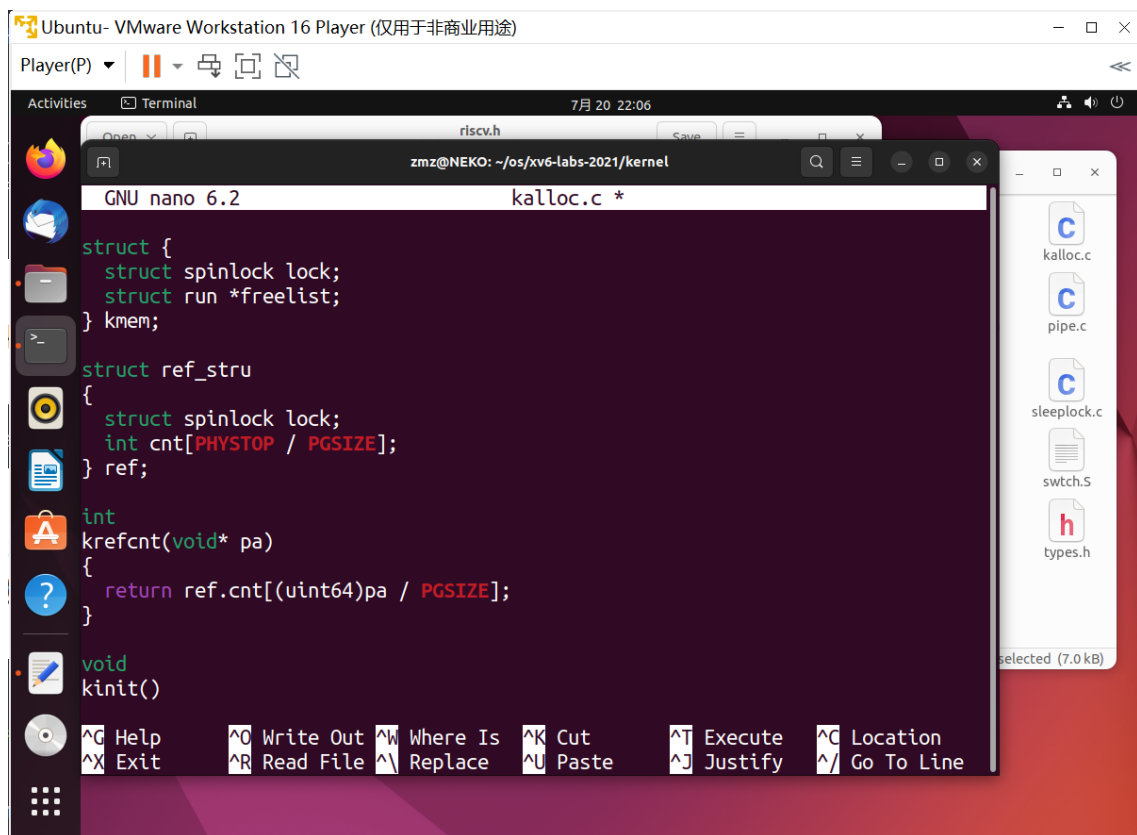 Ubuntu- VMware Workstation 16 Player (仅用于非商业用途)
Player(P)
Activities
Terminal
7月 20 22:06
Open
riscv.h
Save
zmz@NEKO: ~/os/xv6-labs-2021/kernel
GNU nano 6.2 kalloc.c *
struct {
  struct spinlock lock;
  struct run *freelist;
} kmem;
struct ref_stru
{
  struct spinlock lock;
  int cnt[PHYSTOP / PGSIZE];
} ref;
int
krefcnt(void* pa)
{
  return ref.cnt[(uint64)pa / PGSIZE];
}
void
kinit()
^G Help ^O Write Out ^W Where Is ^K Cut ^T Execute ^C Location
^X Exit ^R Read File ^\ Replace ^U Paste ^J Justify ^/ Go To Line
C
kalloc.c
C
pipe.c
C
sleeplock.c
swtch.S
h
types.h
selected (7.0 kB)